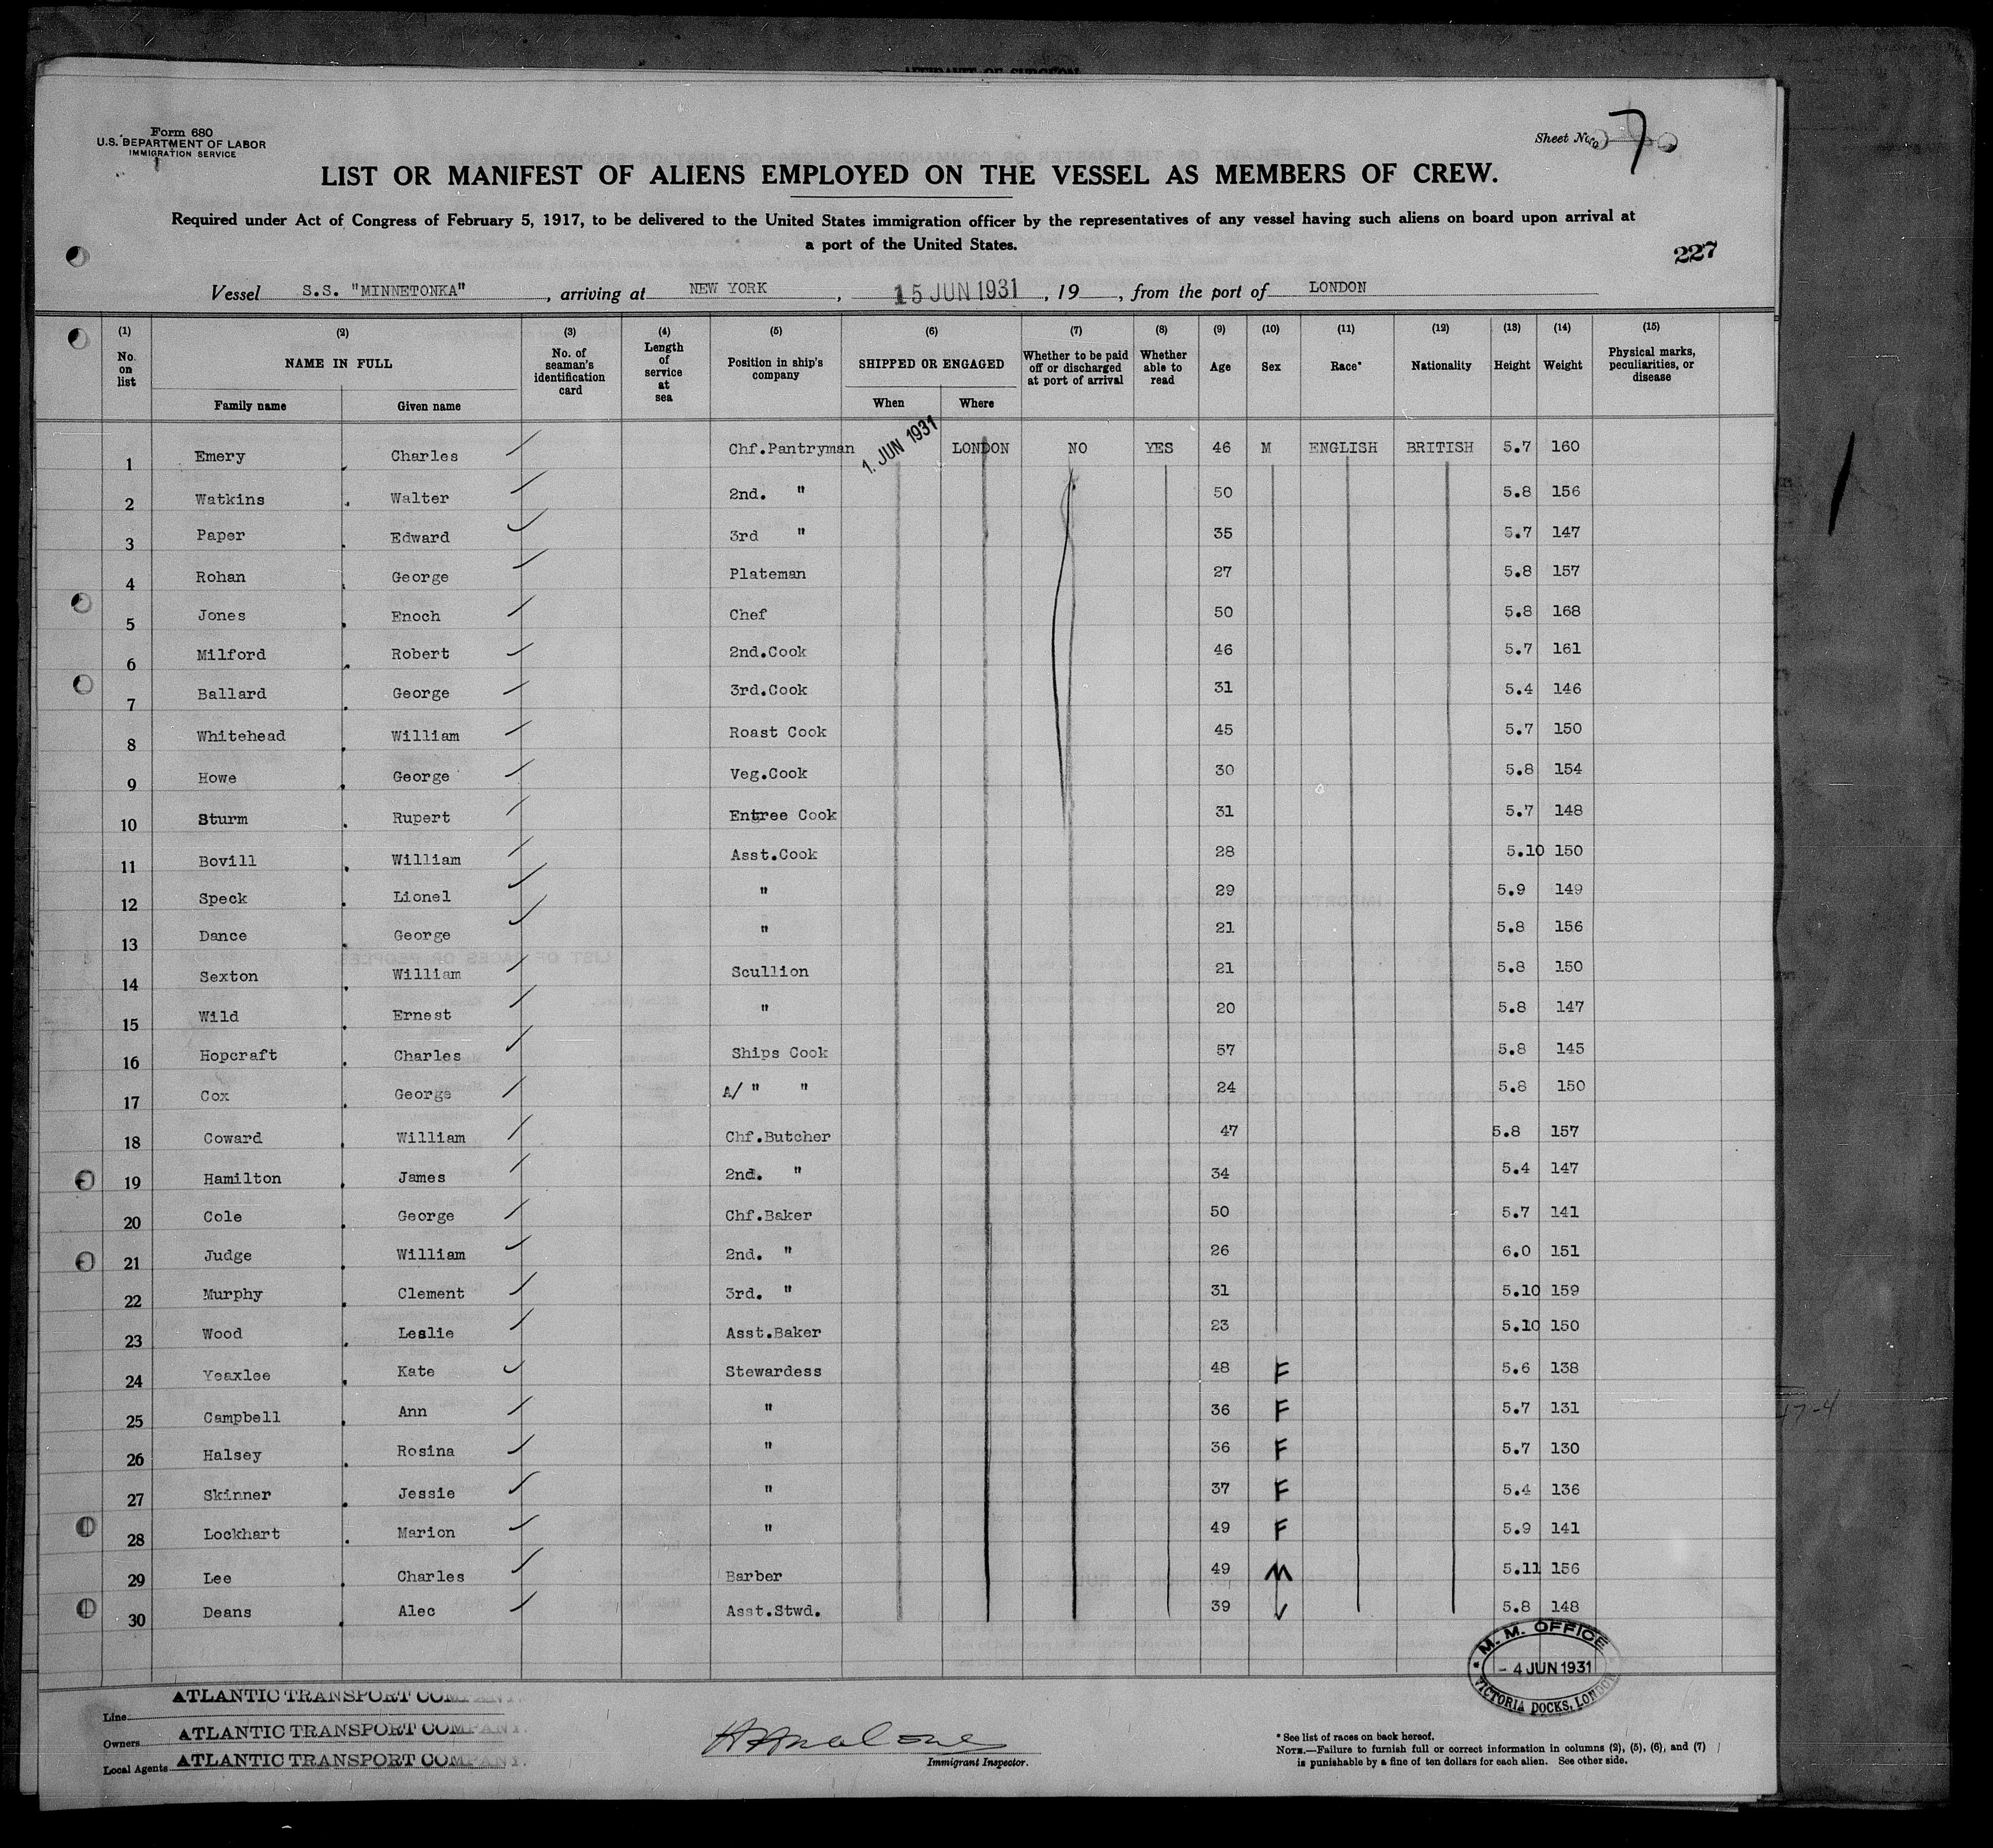 AFFIDAVIT OF SURGEON
Form 680
U.S. DEPARTMENT OF LABOR
IMMIGRATION SERVICE
Sheet No. 7
LIST OR MANIFEST OF ALIENS EMPLOYED ON THE VESSEL AS MEMBERS OF CREW.
Required under Act of Congress of February 5, 1917, to be delivered to the United States immigration officer by the representatives of any vessel having such aliens on board upon arrival at
a port of the United States.
227
Vessel S.S. "MINNETONKA", arriving at NEW YORK, 15 JUN 1931, 19, from the port of LONDON
(1) (2) (3) (4) (5) (6) (7) (8) (9) (10) (11) (12) (13) (14) (15)
No. on list NAME IN FULL No. of seaman's identification card Length of service at sea Position in ship's company SHIPPED OR ENGAGED Whether to be paid off or discharged at port of arrival Whether able to read Age Sex Race* Nationality Height Weight Physical marks, peculiarities, or disease
Family name Given name When Where
1 Emery Charles Chf.Pantryman 1. JUN 1931 LONDON NO YES 46 M ENGLISH BRITISH 5.7 160
2 Watkins Walter 2nd. " 50 5.8 156
3 Paper Edward 3rd " 35 5.7 147
4 Rohan George Plateman 27 5.8 157
5 Jones Enoch Chef 50 5.8 168
6 Milford Robert 2nd.Cook 46 5.7 161
7 Ballard George 3rd.Cook 31 5.4 146
8 Whitehead William Roast Cook 45 5.7 150
9 Howe George Veg.Cook 30 5.8 154
10 Sturm Rupert Entree Cook 31 5.7 148
11 Bovill William Asst.Cook 28 5.10 150
12 Speck Lionel " 29 5.9 149
13 Dance George " 21 5.8 156
14 Sexton William Scullion 21 5.8 150
15 Wild Ernest " 20 5.8 147
16 Hopcraft Charles Ships Cook 57 5.8 145
17 Cox George A/ " " 24 5.8 150
18 Coward William Chf.Butcher 47 5.8 157
19 Hamilton James 2nd. " 34 5.4 147
20 Cole George Chf.Baker 50 5.7 141
21 Judge William 2nd. " 26 6.0 151
22 Murphy Clement 3rd. " 31 5.10 159
23 Wood Leslie Asst.Baker 23 5.10 150
24 Yeaxlee Kate Stewardess 48 F 5.6 138
25 Campbell Ann " 36 F 5.7 131
26 Halsey Rosina " 36 F 5.7 130
27 Skinner Jessie " 37 F 5.4 136
28 Lockhart Marion " 49 F 5.9 141
29 Lee Charles Barber 49 M 5.11 156
30 Deans Alec Asst.Stwd. 39 5.8 148
M. M. OFFICE
- 4 JUN 1931
VICTORIA DOCKS, LONDON
Line ATLANTIC TRANSPORT COMPANY.
Owners ATLANTIC TRANSPORT COMPANY.
Local Agents ATLANTIC TRANSPORT COMPANY.
Immigrant Inspector.
* See list of races on back hereof.
NOTE.—Failure to furnish full or correct information in columns (2), (5), (6), and (7)
is punishable by a fine of ten dollars for each alien. See other side.